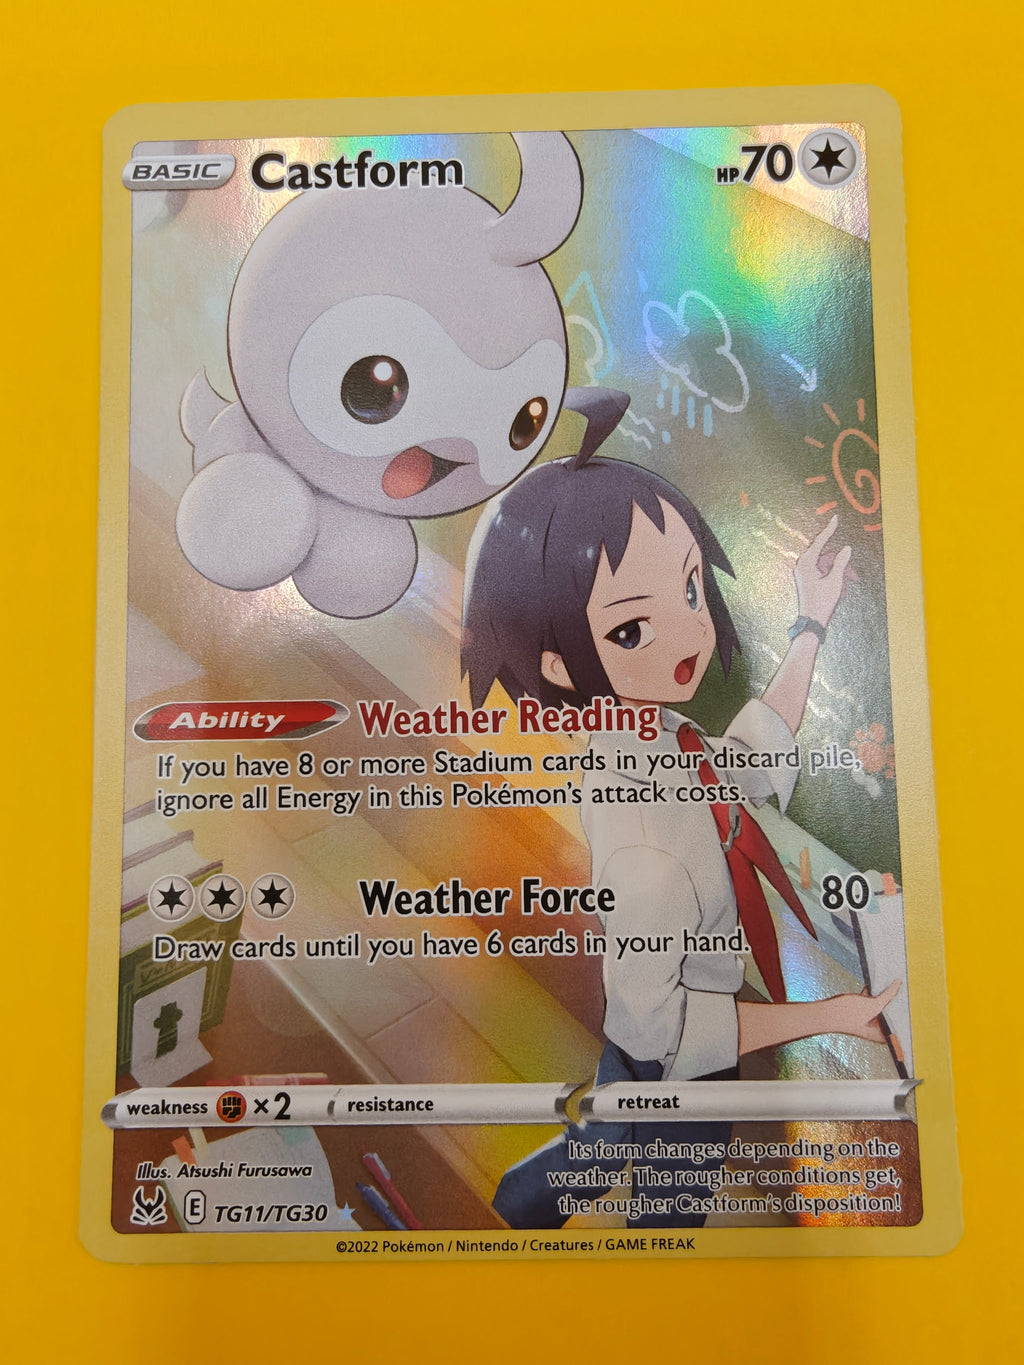 BASIC Castform HP 70
Ability Weather Reading
If you have 8 or more Stadium cards in your discard pile,
ignore all Energy in this Pokémon's attack costs.
Weather Force 80
Draw cards until you have 6 cards in your hand.
weakness ×2 resistance retreat
Its form changes depending on the
weather. The rougher conditions get,
the rougher Castform's disposition!
Illus. Atsushi Furusawa
E TG11/TG30
©2022 Pokémon / Nintendo / Creatures / GAME FREAK